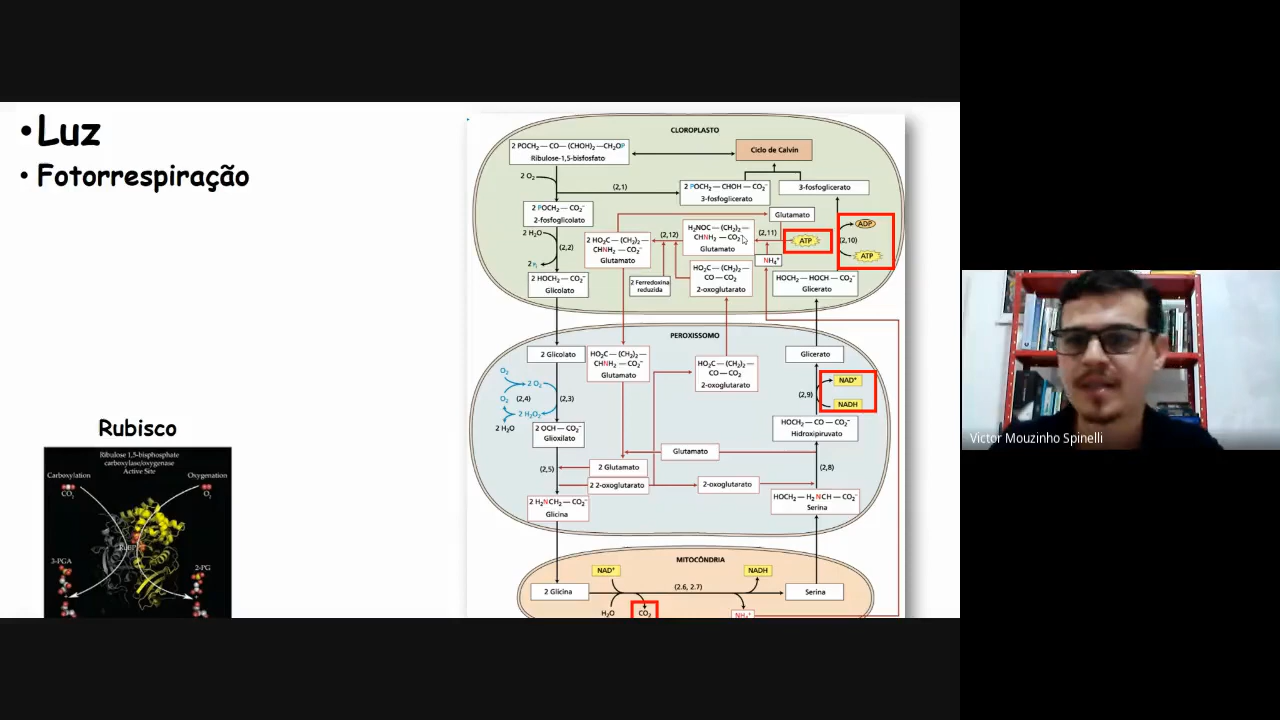 •Luz
• Fotorrespiração
Rubisco
Ribulose 1,5-bisphosphate
carboxylase/oxygenase
Active Site
Carboxylation
CO₂
Oxygenation
O₂
RuBP
3-PGA
2-PG
CLOROPLASTO
2 POCH₂ — CO— (CHOH)₂—CH₂OP
Ribulose-1,5-bisfosfato
Ciclo de Calvin
2 O₂
(2,1)
2 POCH₂ — CHOH — CO₂⁻
3-fosfoglicerato
3-fosfoglicerato
2 POCH₂ — CO₂⁻
2-fosfoglicolato
Glutamato
2 H₂O
(2,2)
2 Pᵢ
2 HO₂C — (CH₂)₂—
CHNH₂ — CO₂⁻
Glutamato
(2,12)
H₂NOC — (CH₂)₂—
CHNH₂ — CO₂⁻
Glutamato
(2,11)
ATP
ADP
(2,10)
ATP
NH₄⁺
2 HOCH₂ — CO₂⁻
Glicolato
2 Ferredoxina
reduzida
HO₂C — (CH₂)₂—
CO — CO₂
2-oxoglutarato
HOCH₂ — HOCH — CO₂⁻
Glicerato
PEROXISSOMO
2 Glicolato
HO₂C — (CH₂)₂—
CHNH₂ — CO₂⁻
Glutamato
HO₂C — (CH₂)₂—
CO — CO₂
2-oxoglutarato
Glicerato
O₂
2 O₂
O₂
(2,4)
(2,3)
2 H₂O₂
2 H₂O
NAD⁺
(2,9)
NADH
2 OCH — CO₂⁻
Glioxilato
HOCH₂ — CO — CO₂⁻
Hidroxipiruvato
Glutamato
(2,5)
2 Glutamato
(2,8)
2 2-oxoglutarato
2-oxoglutarato
2 H₂NCH₂ — CO₂⁻
Glicina
HOCH₂— H₂NCH — CO₂⁻
Serina
MITOCÔNDRIA
NAD⁺
NADH
2 Glicina
(2.6, 2.7)
Serina
H₂O
CO₂
NH₄⁺
Victor Mouzinho Spinelli